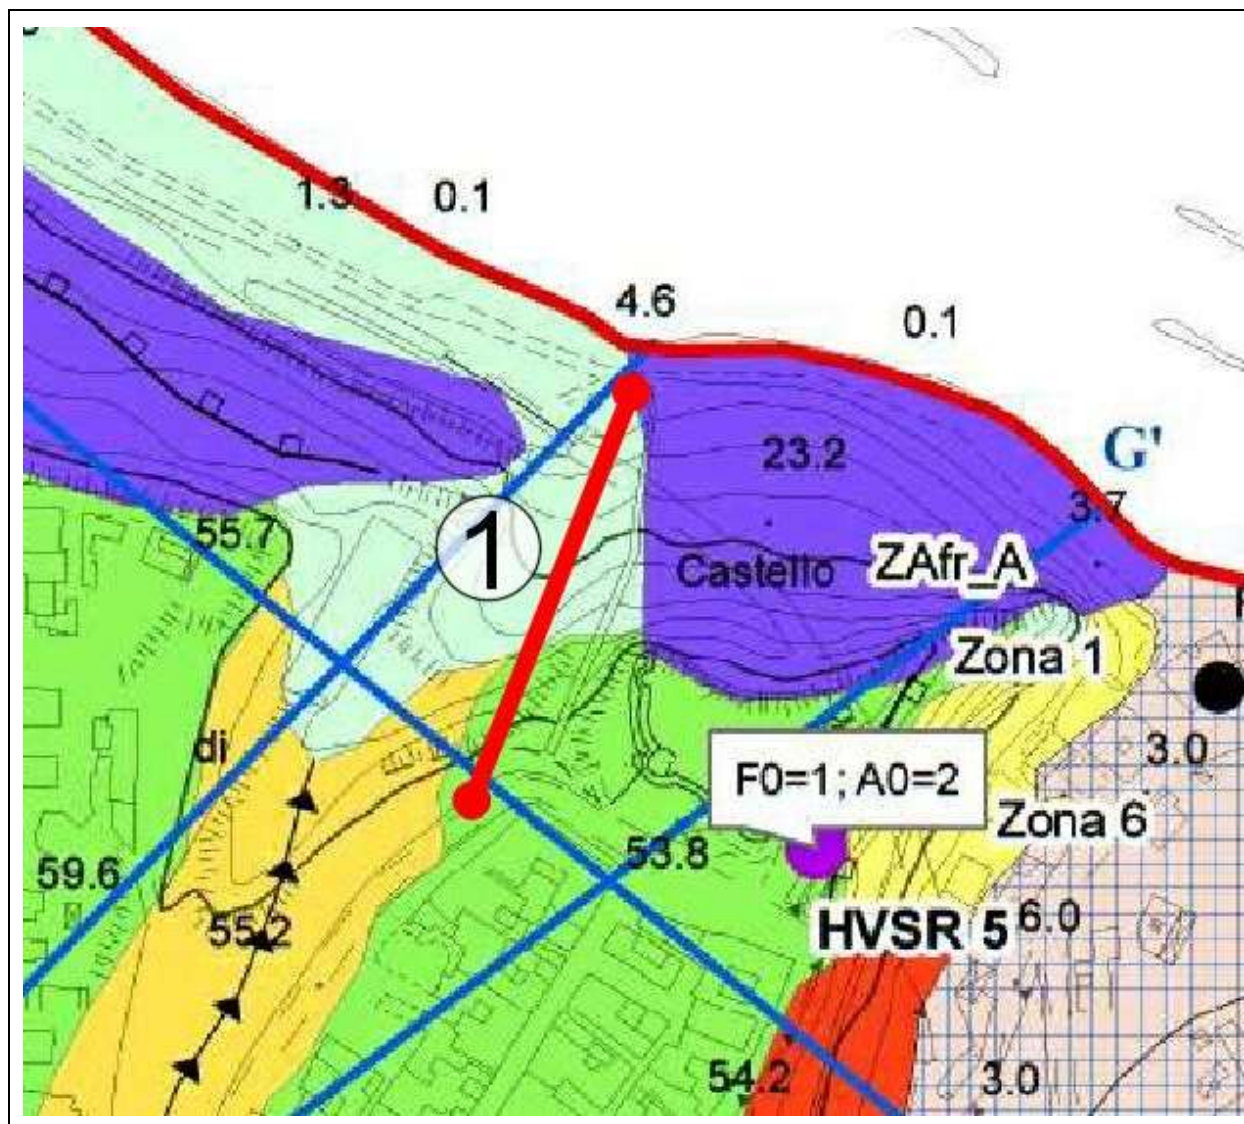 1.3
0.1
4.6
0.1
G'
23.2
3.7
55.7
1
Castello
ZAfr_A
Zona 1
di
3.0
F0=1; A0=2
Zona 6
53.8
59.6
6.0
55.2
HVSR 5
54.2
3.0